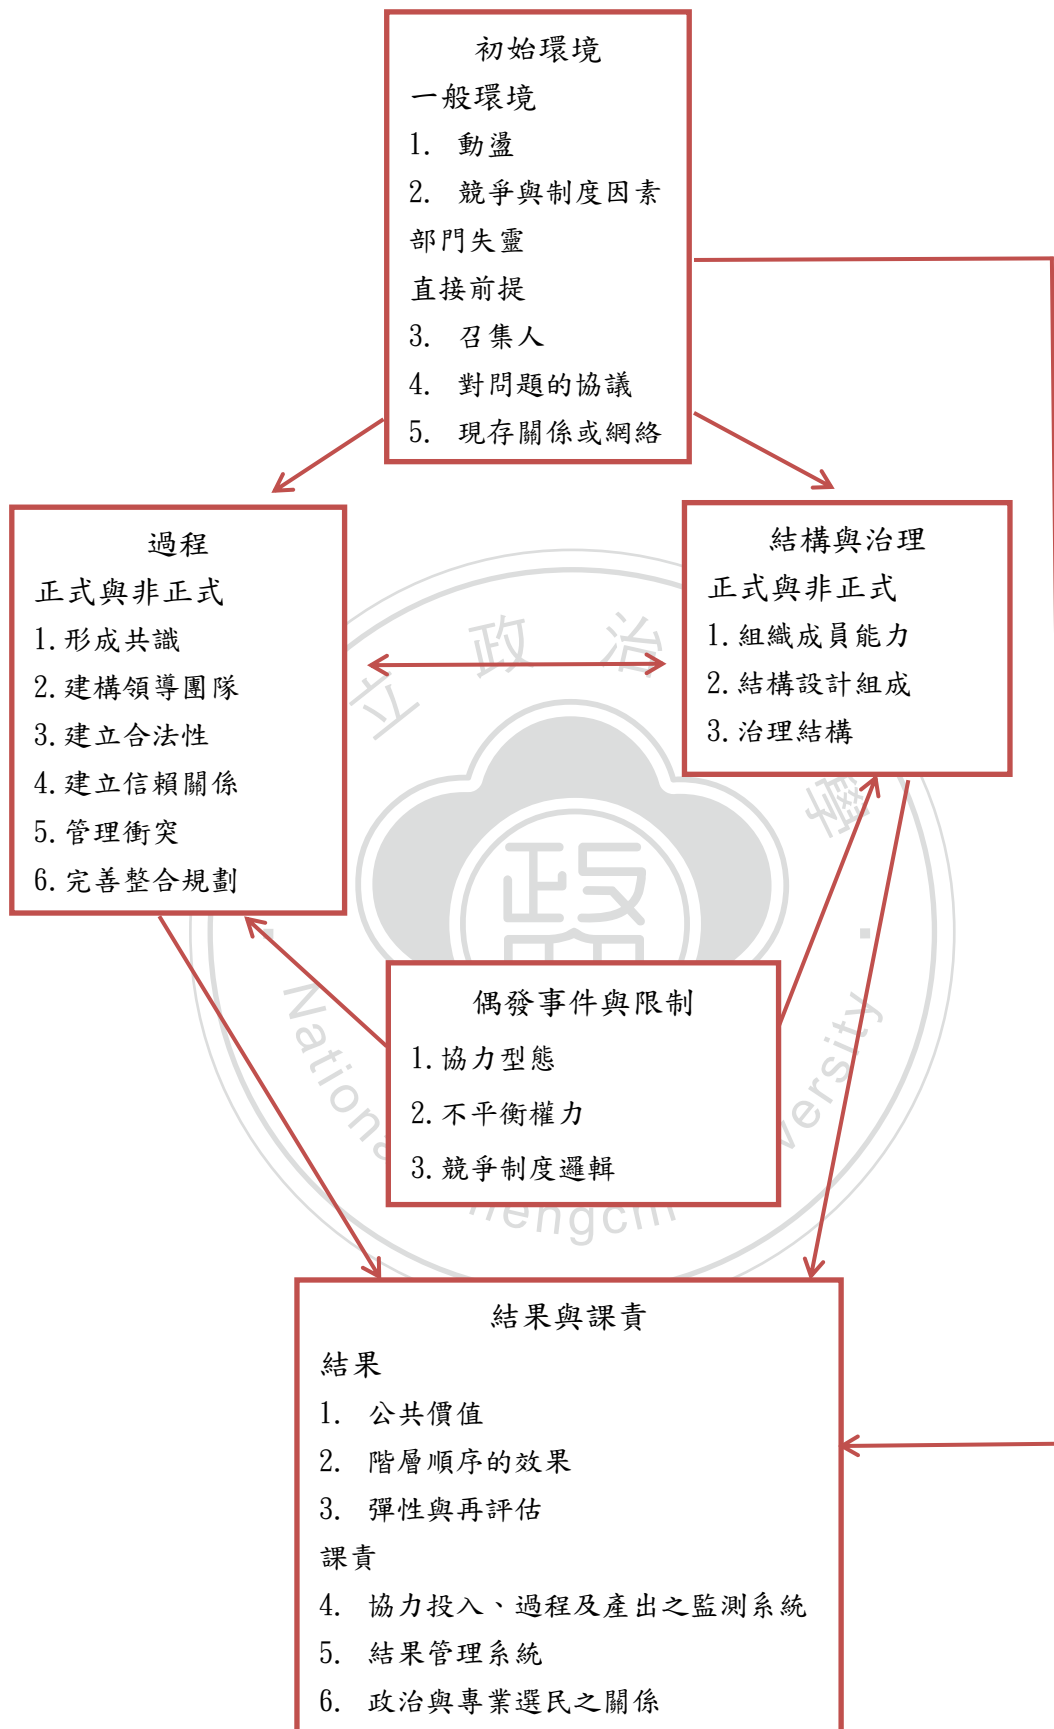 初始環境
一般環境
1. 動盪
2. 競爭與制度因素
部門失靈
直接前提
3. 召集人
4. 對問題的協議
5. 現存關係或網絡
過程
正式與非正式
1.形成共識
2.建構領導團隊
3.建立合法性
4.建立信賴關係
5.管理衝突
6.完善整合規劃
結構與治理
正式與非正式
1.組織成員能力
2.結構設計組成
3.治理結構
立政治
學
偶發事件與限制
1.協力型態
2.不平衡權力
3.競爭制度邏輯
結果與課責
結果
1. 公共價值
2. 階層順序的效果
3. 彈性與再評估
課責
4. 協力投入、過程及產出之監測系統
5. 結果管理系統
6. 政治與專業選民之關係